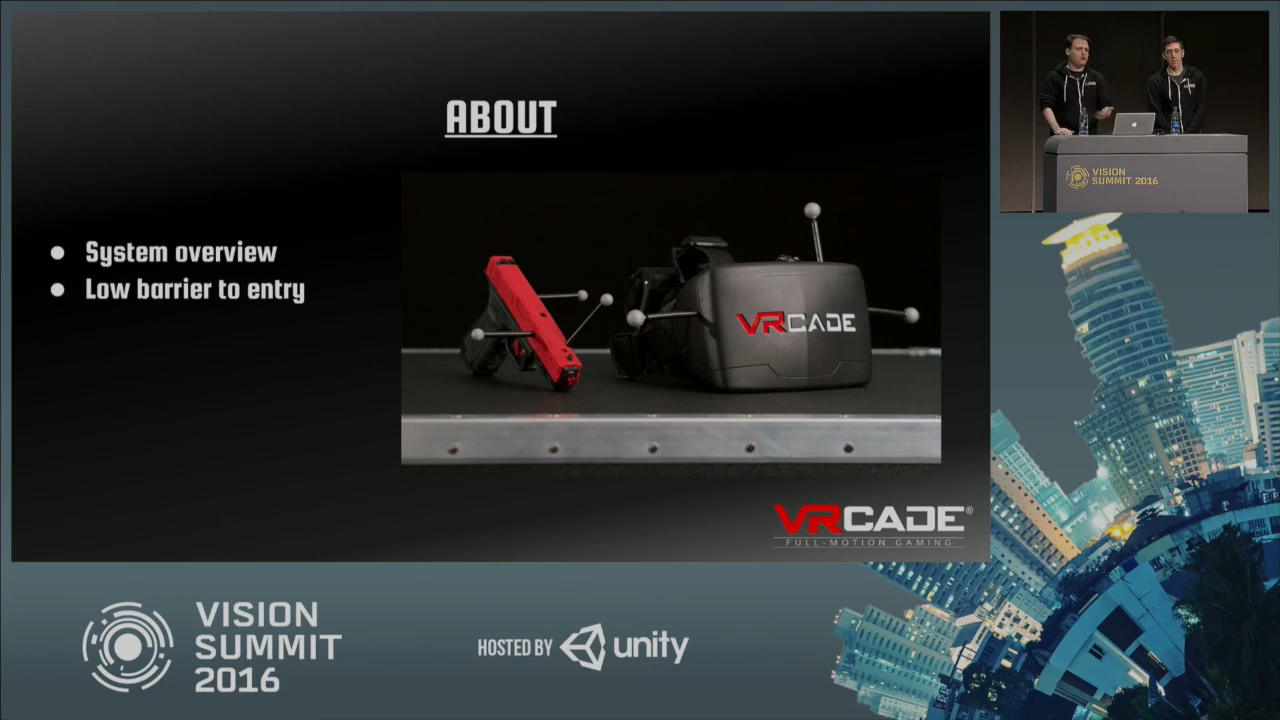 ABOUT
● System overview
● Low barrier to entry
VRCADE
VRCADE®
FULL-MOTION GAMING
VISION
SUMMIT 2016
VISION
SUMMIT
2016
HOSTED BY unity